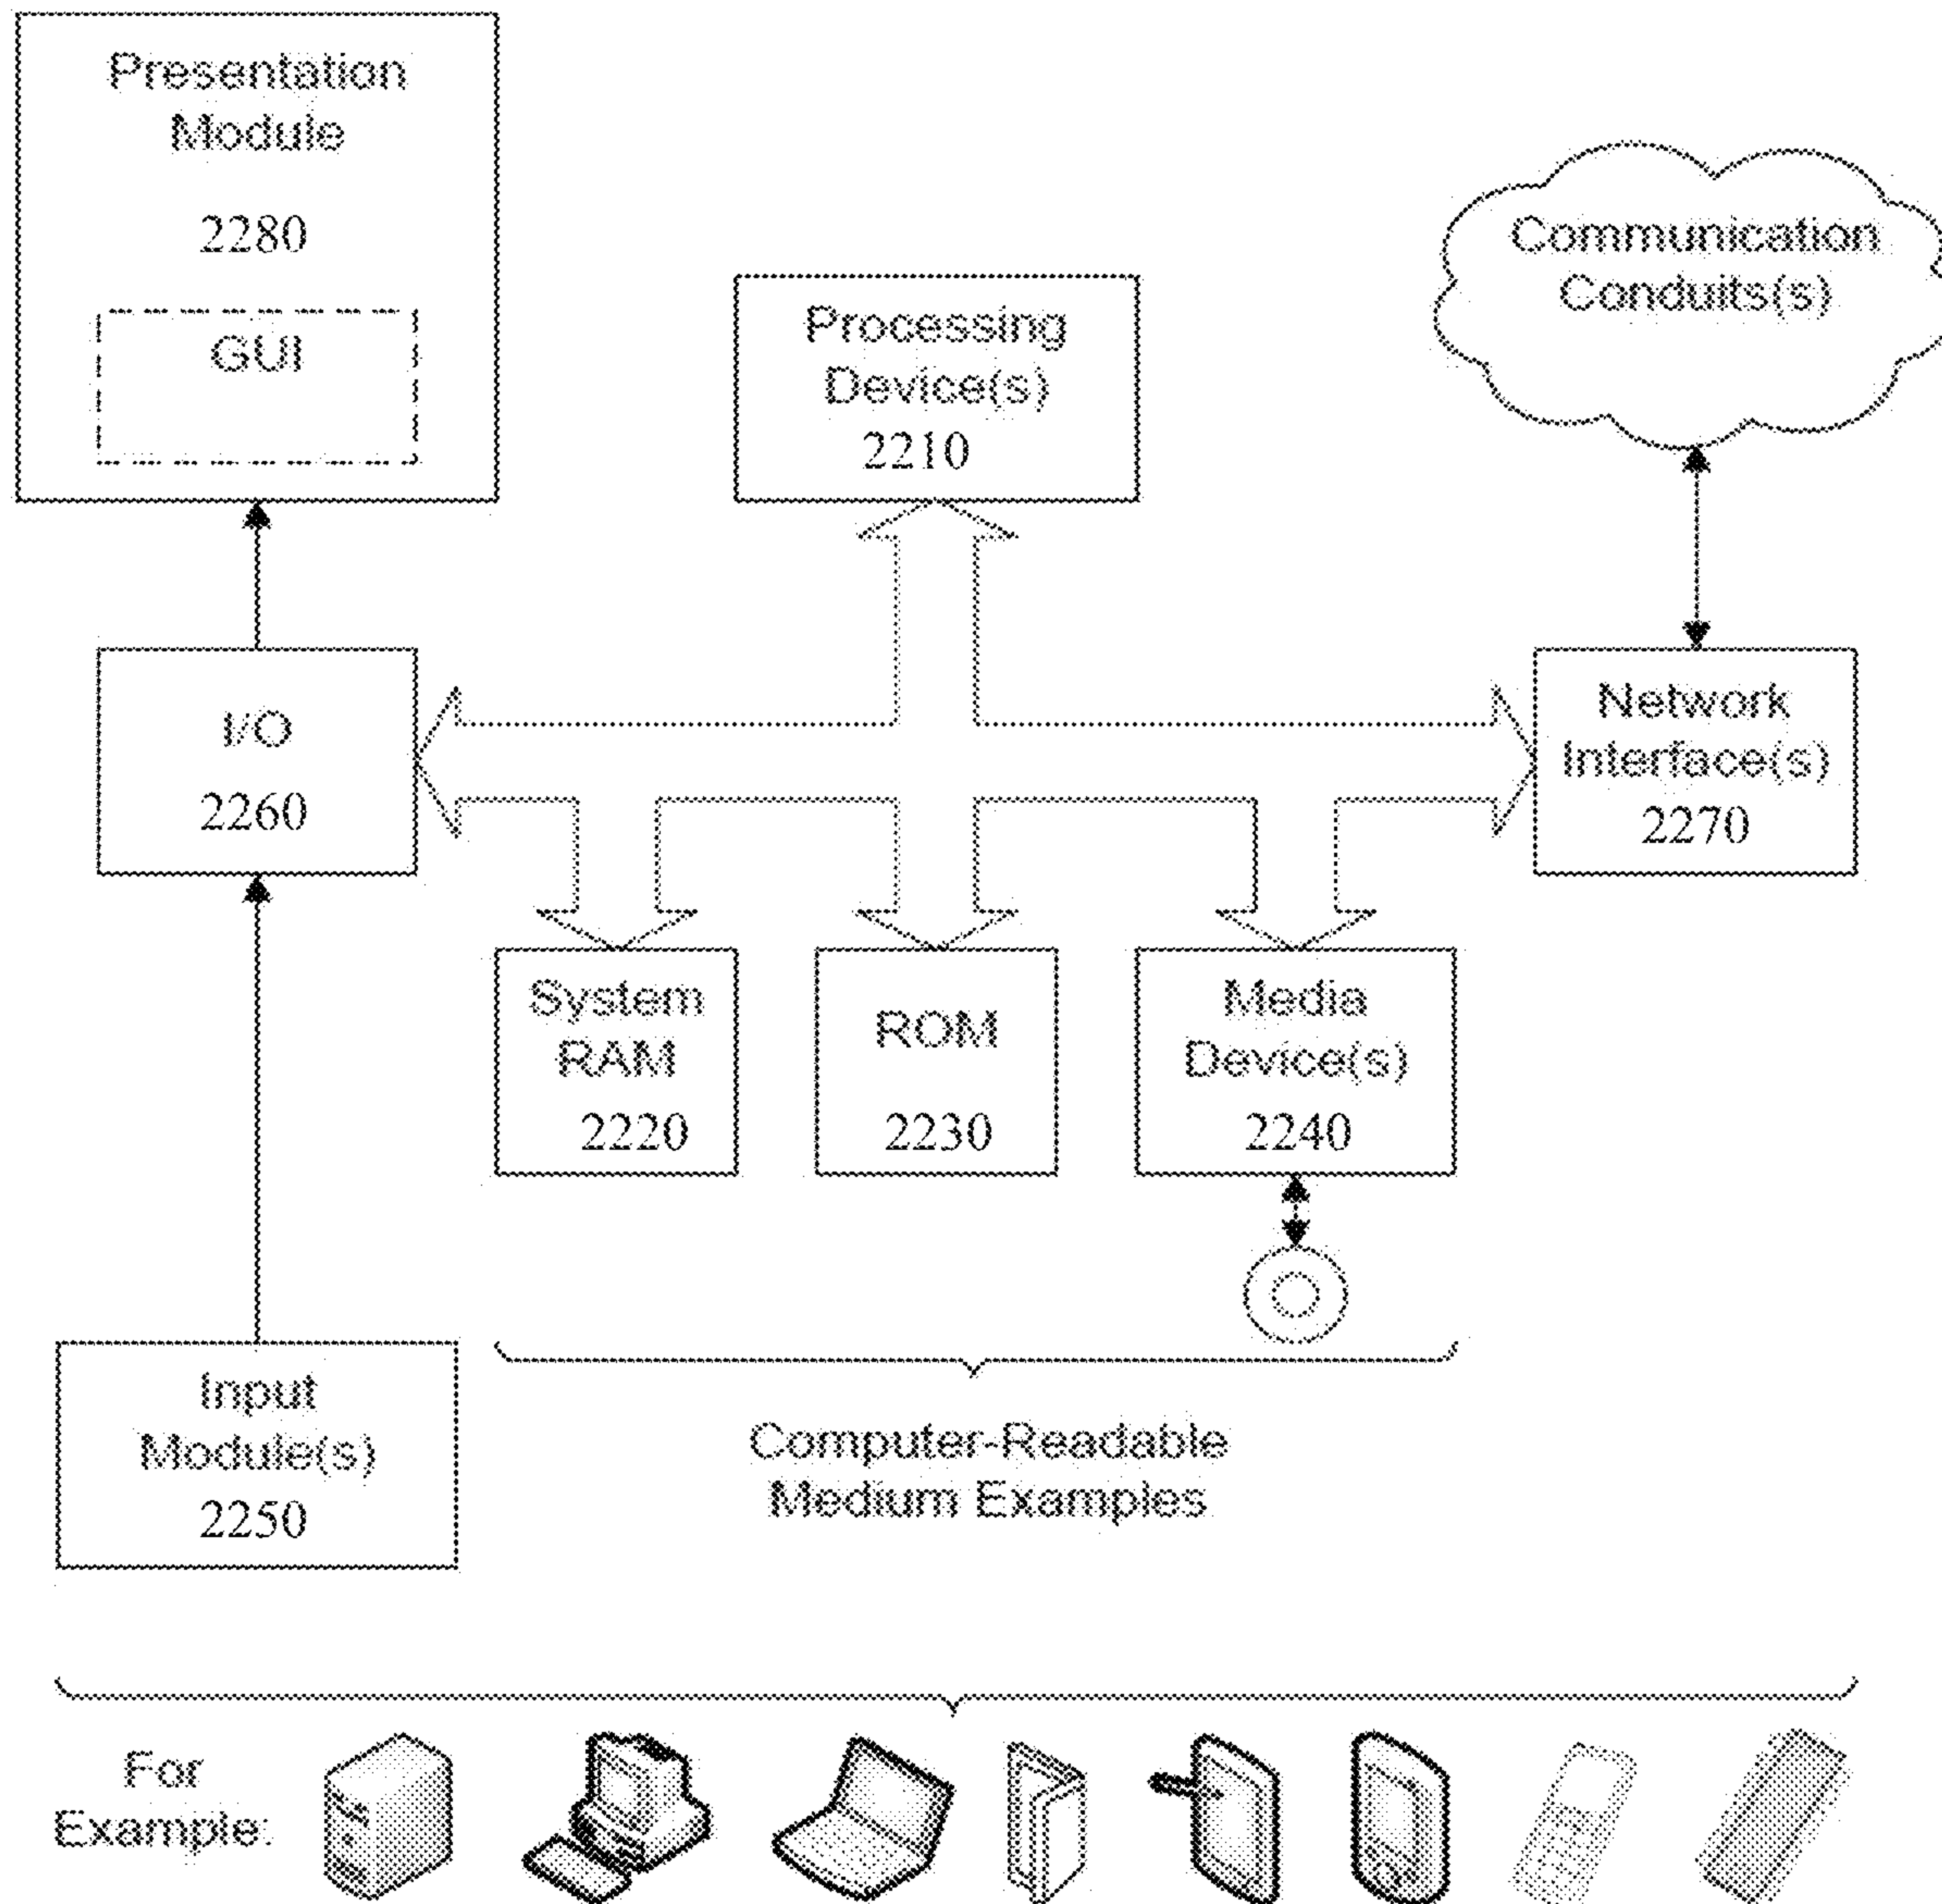 Presentation
Module
2280
GUI
Processing
Device(s)
2210
Communication
Conduits(s)
I/O
2260
Network
Interface(s)
2270
System
RAM
2220
ROM
2230
Media
Device(s)
2240
Input
Module(s)
2250
Computer-Readable
Medium Examples
For
Example: